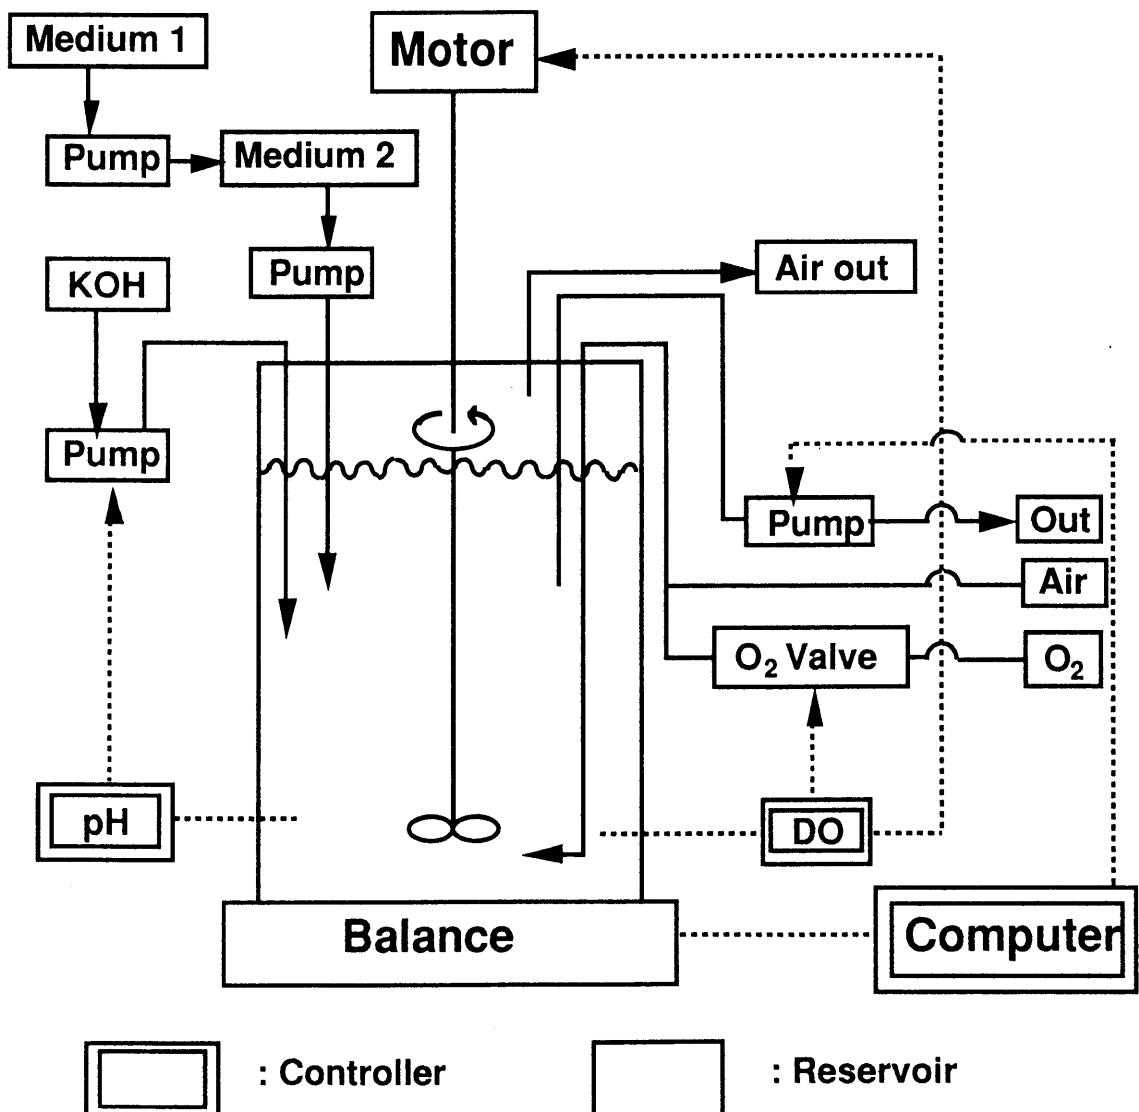 Medium 1
Motor
Pump
Medium 2
KOH
Pump
Air out
Pump
Pump
Out
Air
O₂ Valve
O₂
pH
DO
Balance
Computer
: Controller
: Reservoir